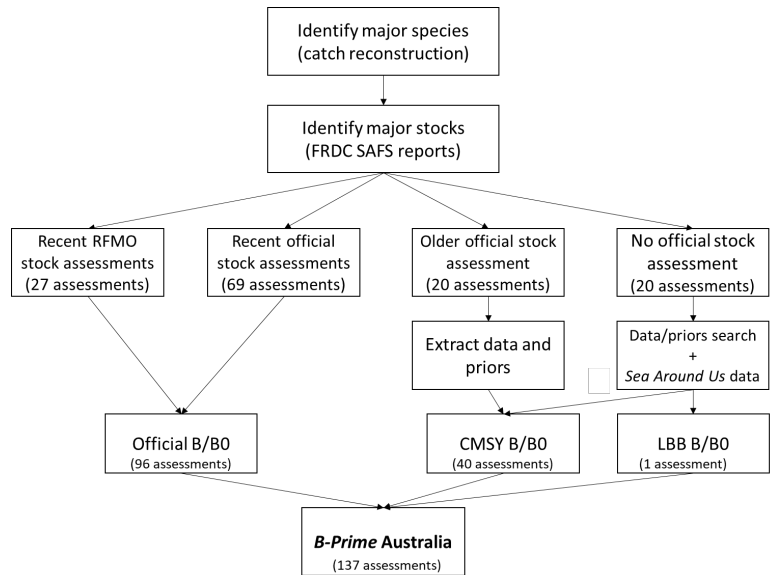 Identify major species
(catch reconstruction)
Identify major stocks
(FRDC SAFS reports)
Recent RFMO
stock assessments
(27 assessments)
Recent official
stock assessments
(69 assessments)
Older official stock
assessment
(20 assessments)
No official stock
assessment
(20 assessments)
Extract data and
priors
Data/priors search
+
Sea Around Us data
Official B/B0
(96 assessments)
CMSY B/B0
(40 assessments)
LBB B/B0
(1 assessment)
B-Prime Australia
(137 assessments)